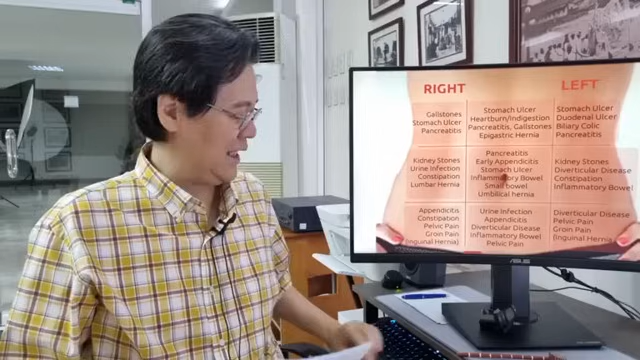 RIGHT
LEFT
Gallstones
Stomach Ulcer
Pancreatitis
Stomach Ulcer
Heartburn/Indigestion
Pancreatitis, Gallstones
Epigastric Hernia
Stomach Ulcer
Duodenal Ulcer
Biliary Colic
Pancreatitis
Kidney Stones
Urine Infection
Constipation
Lumbar Hernia
Pancreatitis
Early Appendicitis
Stomach Ulcer
Inflammatory Bowel
Small bowel
Umbilical hernia
Kidney Stones
Diverticular Disease
Constipation
Inflammatory Bowel
Appendicitis
Constipation
Pelvic Pain
Groin Pain
(Inguinal Hernia)
Urine Infection
Appendicitis
Diverticular Disease
Inflammatory Bowel
Pelvic Pain
Diverticular Disease
Pelvic Pain
Groin Pain
(Inguinal Hernia)
ASUS